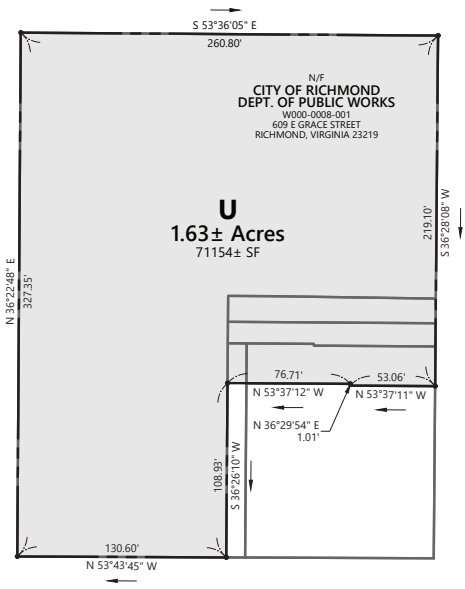 S 53°36'05" E
260.80'
N/F
CITY OF RICHMOND
DEPT. OF PUBLIC WORKS
W000-0008-001
609 E GRACE STREET
RICHMOND, VIRGINIA 23219
U
1.63± Acres
71154± SF
219.10'
S 36°28'08" W
N 36°22'48" E
327.35'
76.71'
53.06'
N 53°37'12" W
N 53°37'11" W
N 36°29'54" E
1.01'
108.93'
S 36°26'10" W
130.60'
N 53°43'45" W